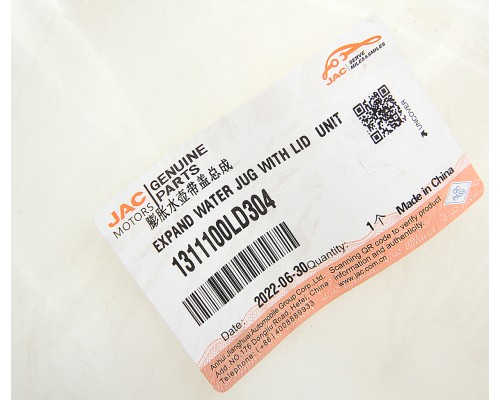 JAC
MOTORS
GENUINE
PARTS
JAC
SERVE
MILES&SMILES
膨胀水壶带盖总成
EXPAND WATER JUG WITH LID UNIT
1311100LD304
UNCOVER
Date: 2022-06-30
Quantity: 1个
Made in China
QC
PASS
Anhui Jianghuai Automobile Group Corp.,Ltd.
Add:NO.176 Dongliu Road, Hefei, China
Telephone:(+86) 4008889933
Scanning QR code to verify product
information and authenticity.
www.jac.com.cn